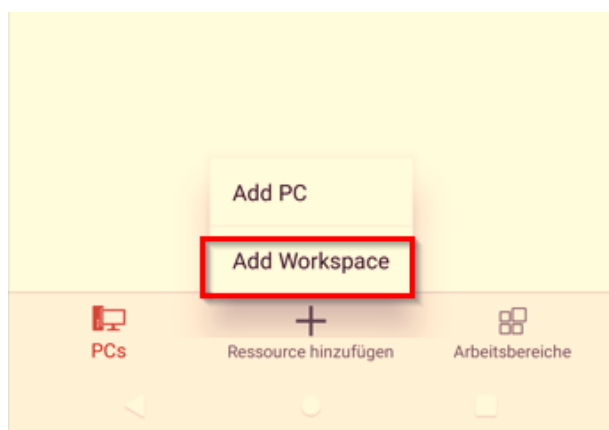 Add PC
Add Workspace
PCs
Ressource hinzufügen
Arbeitsbereiche